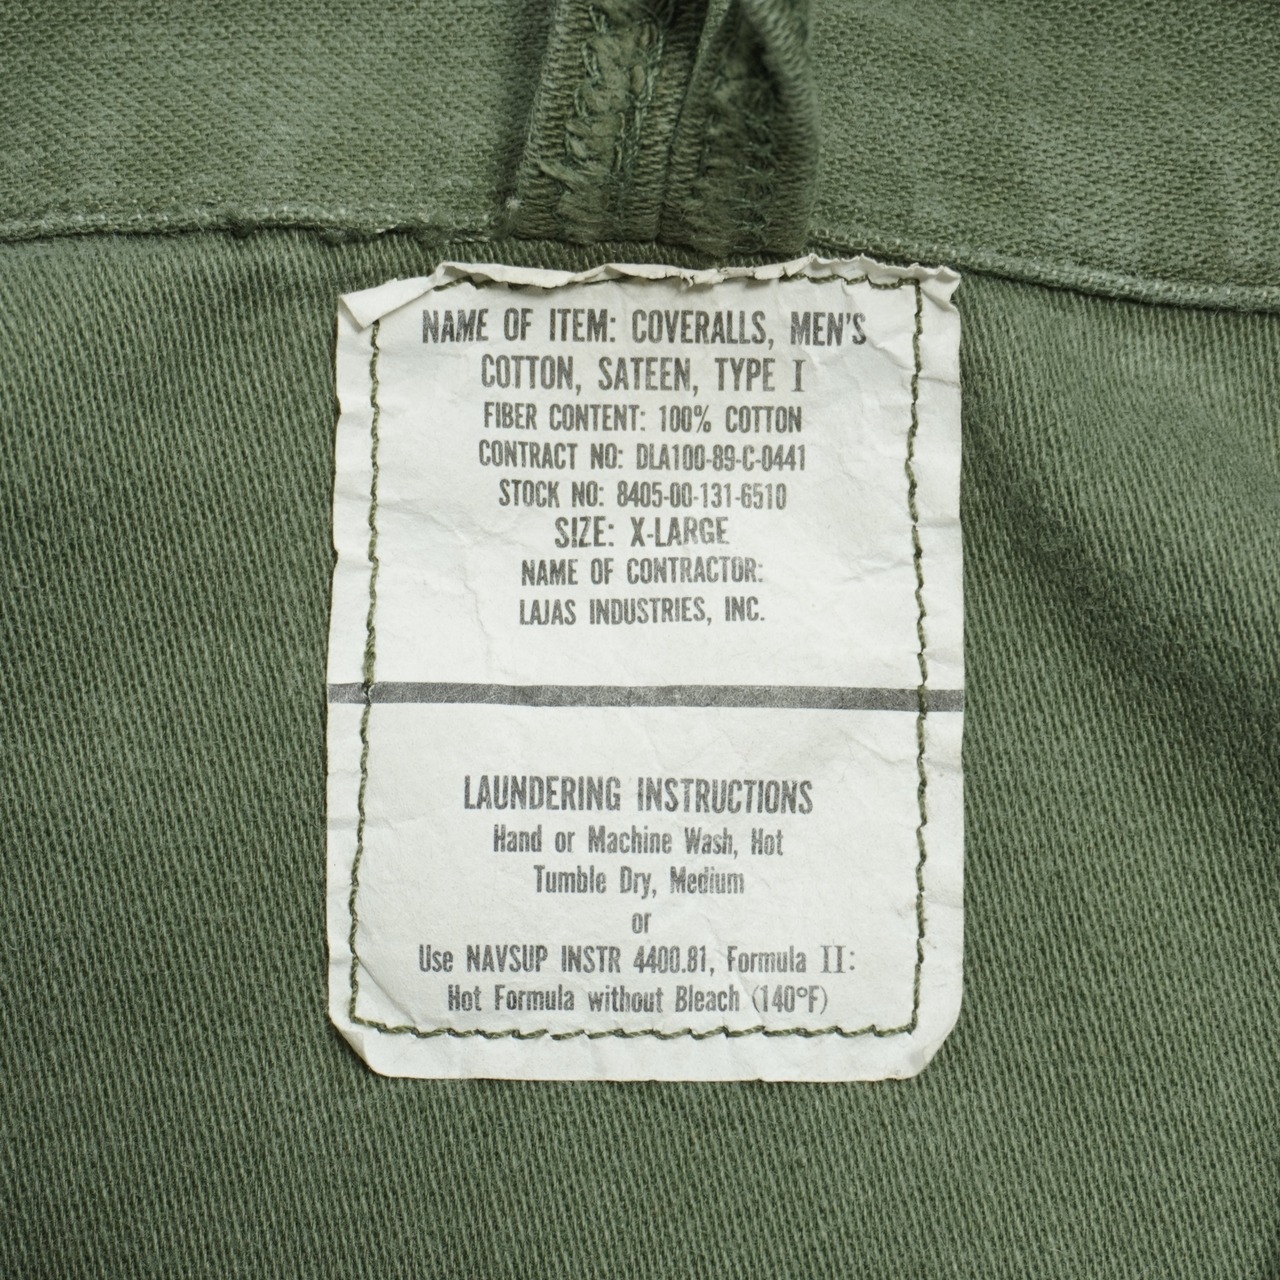 NAME OF ITEM: COVERALLS, MEN'S
COTTON, SATEEN, TYPE I
FIBER CONTENT: 100% COTTON
CONTRACT NO: DLA100-89-C-0441
STOCK NO: 8405-00-131-6510
SIZE: X-LARGE
NAME OF CONTRACTOR:
LAJAS INDUSTRIES, INC.
LAUNDERING INSTRUCTIONS
Hand or Machine Wash, Hot
Tumble Dry, Medium
or
Use NAVSUP INSTR 4400.81, Formula II:
Hot Formula without Bleach (140°F)